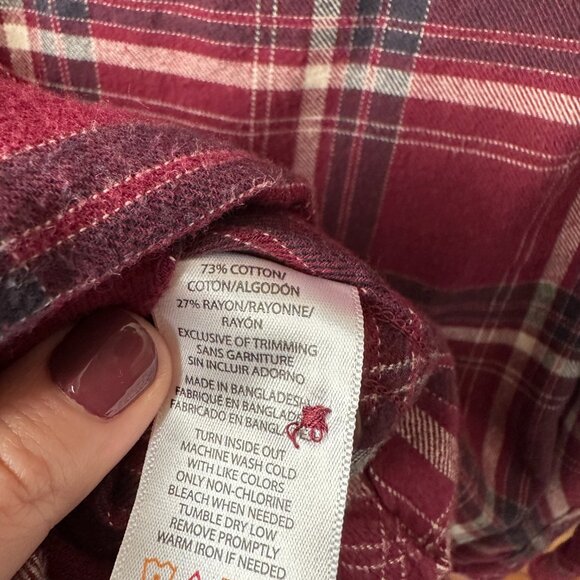 73% COTTON/
COTON/ALGODÓN
27% RAYON/RAYONNE/
RAYÓN
EXCLUSIVE OF TRIMMING
SANS GARNITURE
SIN INCLUIR ADORNO
MADE IN BANGLADESH
FABRIQUÉ EN
FABRICADO EN
TURN INSIDE OUT
MACHINE WASH COLD
WITH LIKE COLORS
ONLY NON-CHLORINE
BLEACH WHEN NEEDED
TUMBLE DRY LOW
REMOVE PROMPTLY
WARM IRON IF NEEDED